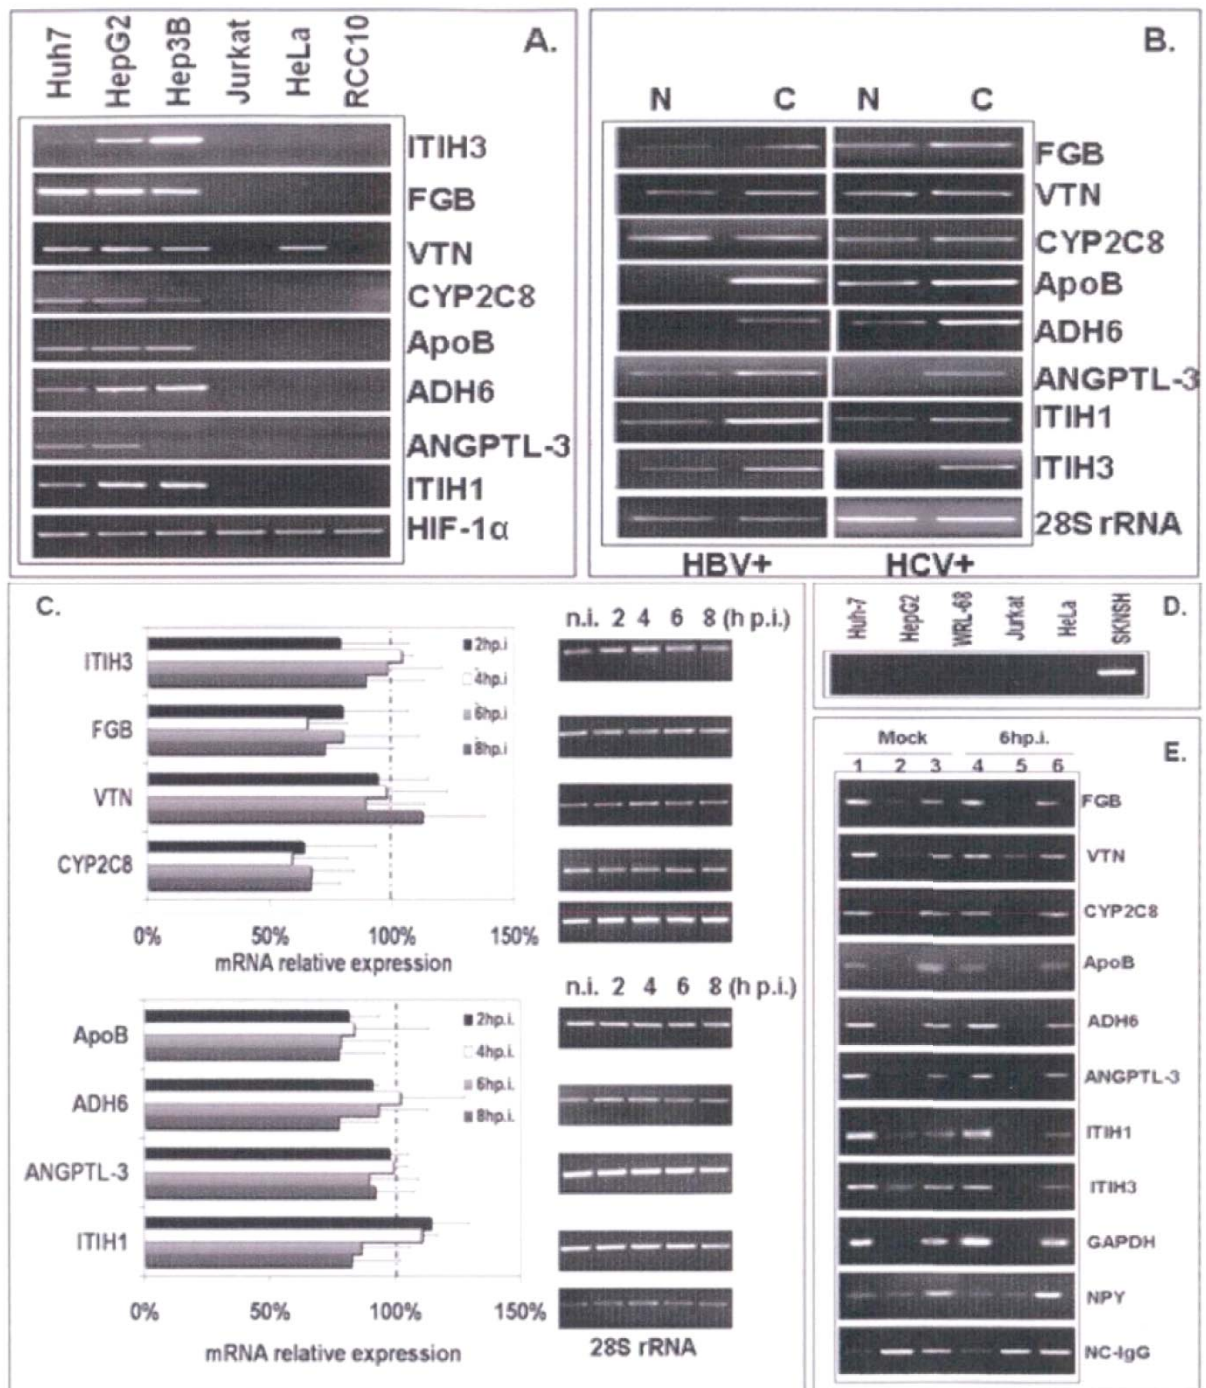 A.
Huh7 HepG2 Hep3B Jurkat HeLa RCC10
ITIH3
FGB
VTN
CYP2C8
ApoB
ADH6
ANGPTL-3
ITIH1
HIF-1α
B.
N C N C
FGB
VTN
CYP2C8
ApoB
ADH6
ANGPTL-3
ITIH1
ITIH3
28S rRNA
HBV+ HCV+
C.
n.i. 2 4 6 8 (h p.i.)
ITIH3
FGB
VTN
CYP2C8
2hp.i
4hp.i
6hp.i
8hp.i
0% 50% 100% 150%
mRNA relative expression
n.i. 2 4 6 8 (h p.i.)
ApoB
ADH6
ANGPTL-3
ITIH1
2hp.i.
4hp.i.
6hp.i.
8hp.i.
0% 50% 100% 150%
mRNA relative expression
28S rRNA
D.
Huh-7 HepG2 WRL-68 Jurkat HeLa SKNSH
E.
Mock 6hp.i.
1 2 3 4 5 6
FGB
VTN
CYP2C8
ApoB
ADH6
ANGPTL-3
ITIH1
ITIH3
GAPDH
NPY
NC-IgG